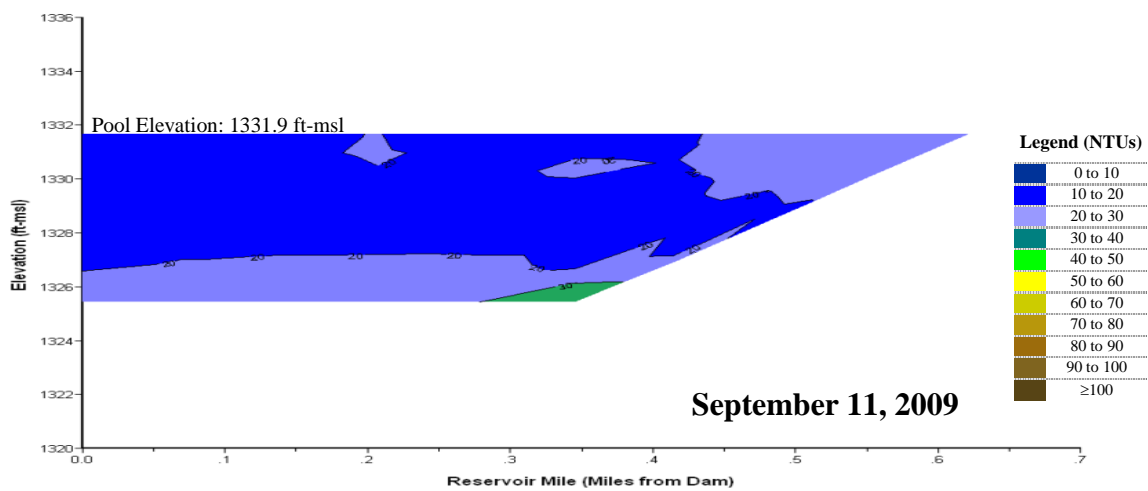 1336
1334
1332
1330
1328
1326
1324
1322
1320
Elevation (ft-msl)
Pool Elevation: 1331.9 ft-msl
20
20
20
20
20
20
20
30
September 11, 2009
0.0 .1 .2 .3 .4 .5 .6 .7
Reservoir Mile (Miles from Dam)
Legend (NTUs)
0 to 10
10 to 20
20 to 30
30 to 40
40 to 50
50 to 60
60 to 70
70 to 80
80 to 90
90 to 100
≥100